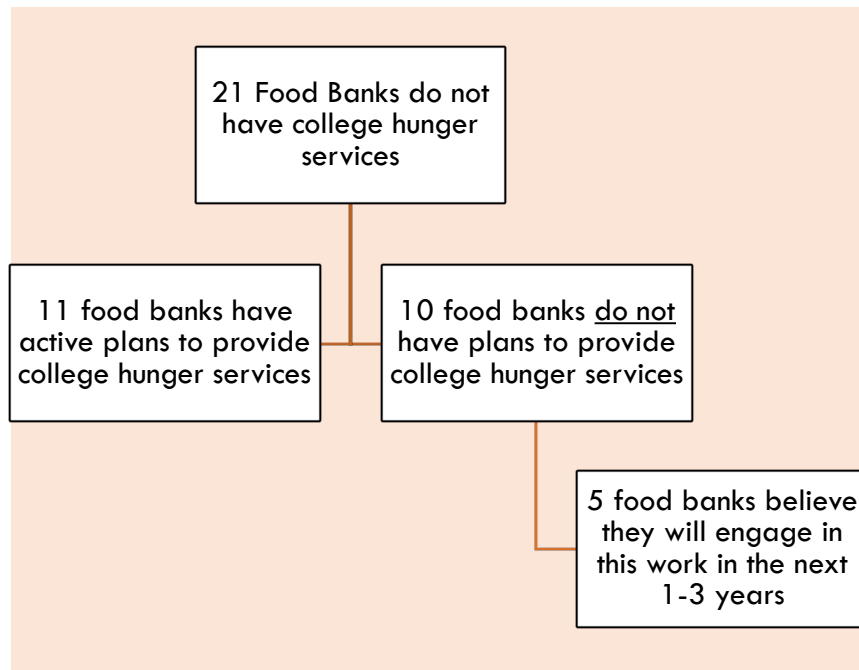 21 Food Banks do not
have college hunger
services
11 food banks have
active plans to provide
college hunger services
10 food banks do not
have plans to provide
college hunger services
5 food banks believe
they will engage in
this work in the next
1-3 years